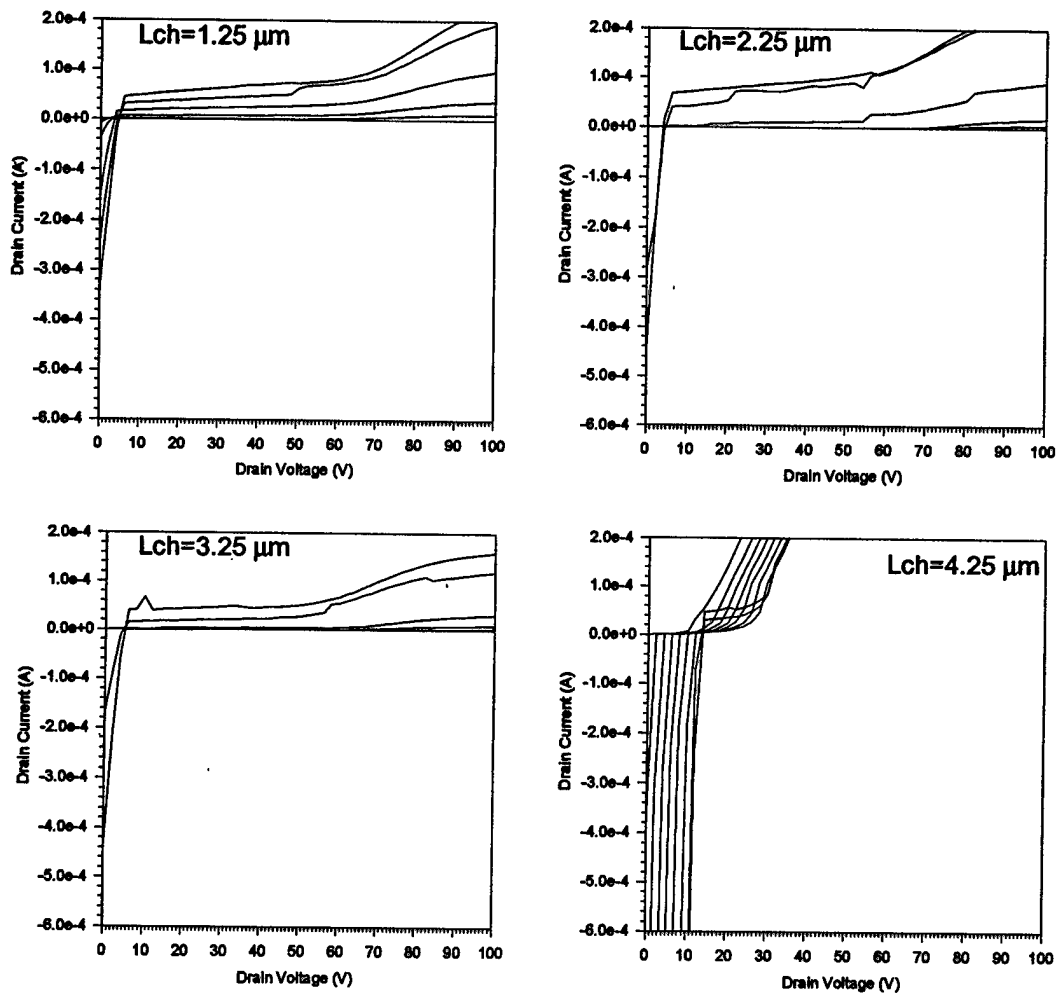 Lch=1.25 µm
2.0e-4
1.0e-4
0.0e+0
-1.0e-4
-2.0e-4
-3.0e-4
-4.0e-4
-5.0e-4
-6.0e-4
Drain Current (A)
0 10 20 30 40 50 60 70 80 90 100
Drain Voltage (V)
Lch=2.25 µm
2.0e-4
1.0e-4
0.0e+0
-1.0e-4
-2.0e-4
-3.0e-4
-4.0e-4
-5.0e-4
-6.0e-4
Drain Current (A)
0 10 20 30 40 50 60 70 80 90 100
Drain Voltage (V)
Lch=3.25 µm
2.0e-4
1.0e-4
0.0e+0
-1.0e-4
-2.0e-4
-3.0e-4
-4.0e-4
-5.0e-4
-6.0e-4
Drain Current (A)
0 10 20 30 40 50 60 70 80 90 100
Drain Voltage (V)
Lch=4.25 µm
2.0e-4
1.0e-4
0.0e+0
-1.0e-4
-2.0e-4
-3.0e-4
-4.0e-4
-5.0e-4
-6.0e-4
Drain Current (A)
0 10 20 30 40 50 60 70 80 90 100
Drain Voltage (V)